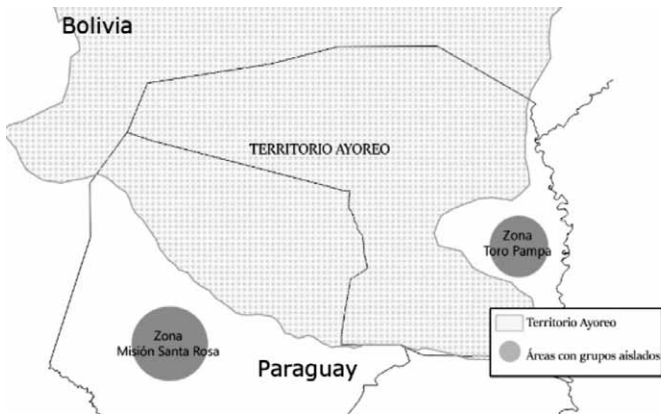 Bolivia
TERRITORIO AYOREO
Zona
Toro Pampa
Zona
Misión Santa Rosa
Paraguay
Territorio Ayoreo
Áreas con grupos aislados